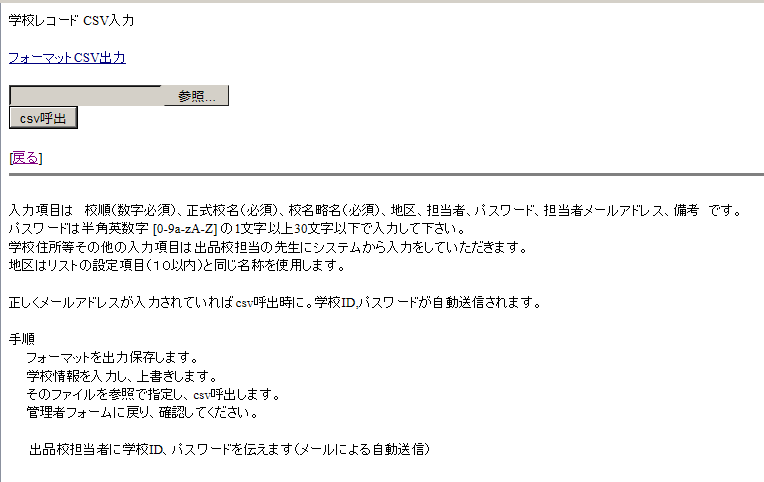 学校レコード CSV入力
フォーマットCSV出力
参照...
csv呼出
[戻る]
入力項目は　校順(数字必須)、正式校名(必須)、校名略名(必須)、地区、担当者、パスワード、担当者メールアドレス、備考　です。
パスワードは半角英数字 [0-9a-zA-Z] の1文字以上30文字以下で入力して下さい。
学校住所等その他の入力項目は出品校担当の先生にシステムから入力をしていただきます。
地区はリストの設定項目(１０以内)と同じ名称を使用します。
正しくメールアドレスが入力されていれば csv呼出時に。学校ID,パスワードが自動送信されます。
手順
フォーマットを出力保存します。
学校情報を入力し、上書きします。
そのファイルを参照で指定し、csv呼出します。
管理者フォームに戻り、確認してください。
出品校担当者に学校ID、パスワードを伝えます(メールによる自動送信)